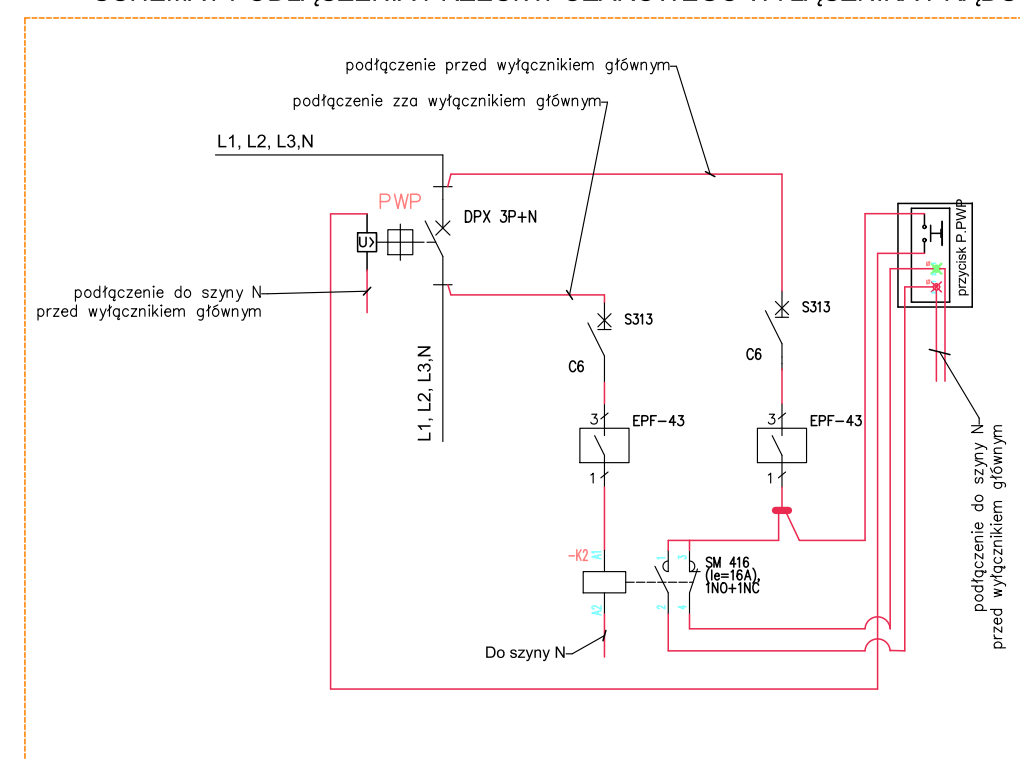 podłączenie przed wyłącznikiem głównym
podłączenie zza wyłącznikiem głównym
L1, L2, L3,N
PWP
DPX 3P+N
U>
przycisk P.PWP
podłączenie do szyny N
przed wyłącznikiem głównym
S313
C6
S313
C6
L1, L2, L3,N
3
EPF-43
1
3
EPF-43
1
podłączenie do szyny N
przed wyłącznikiem głównym
-K2
A1
A2
1
3
2
4
SM 416
(Ie=16A),
1NO+1NC
Do szyny N